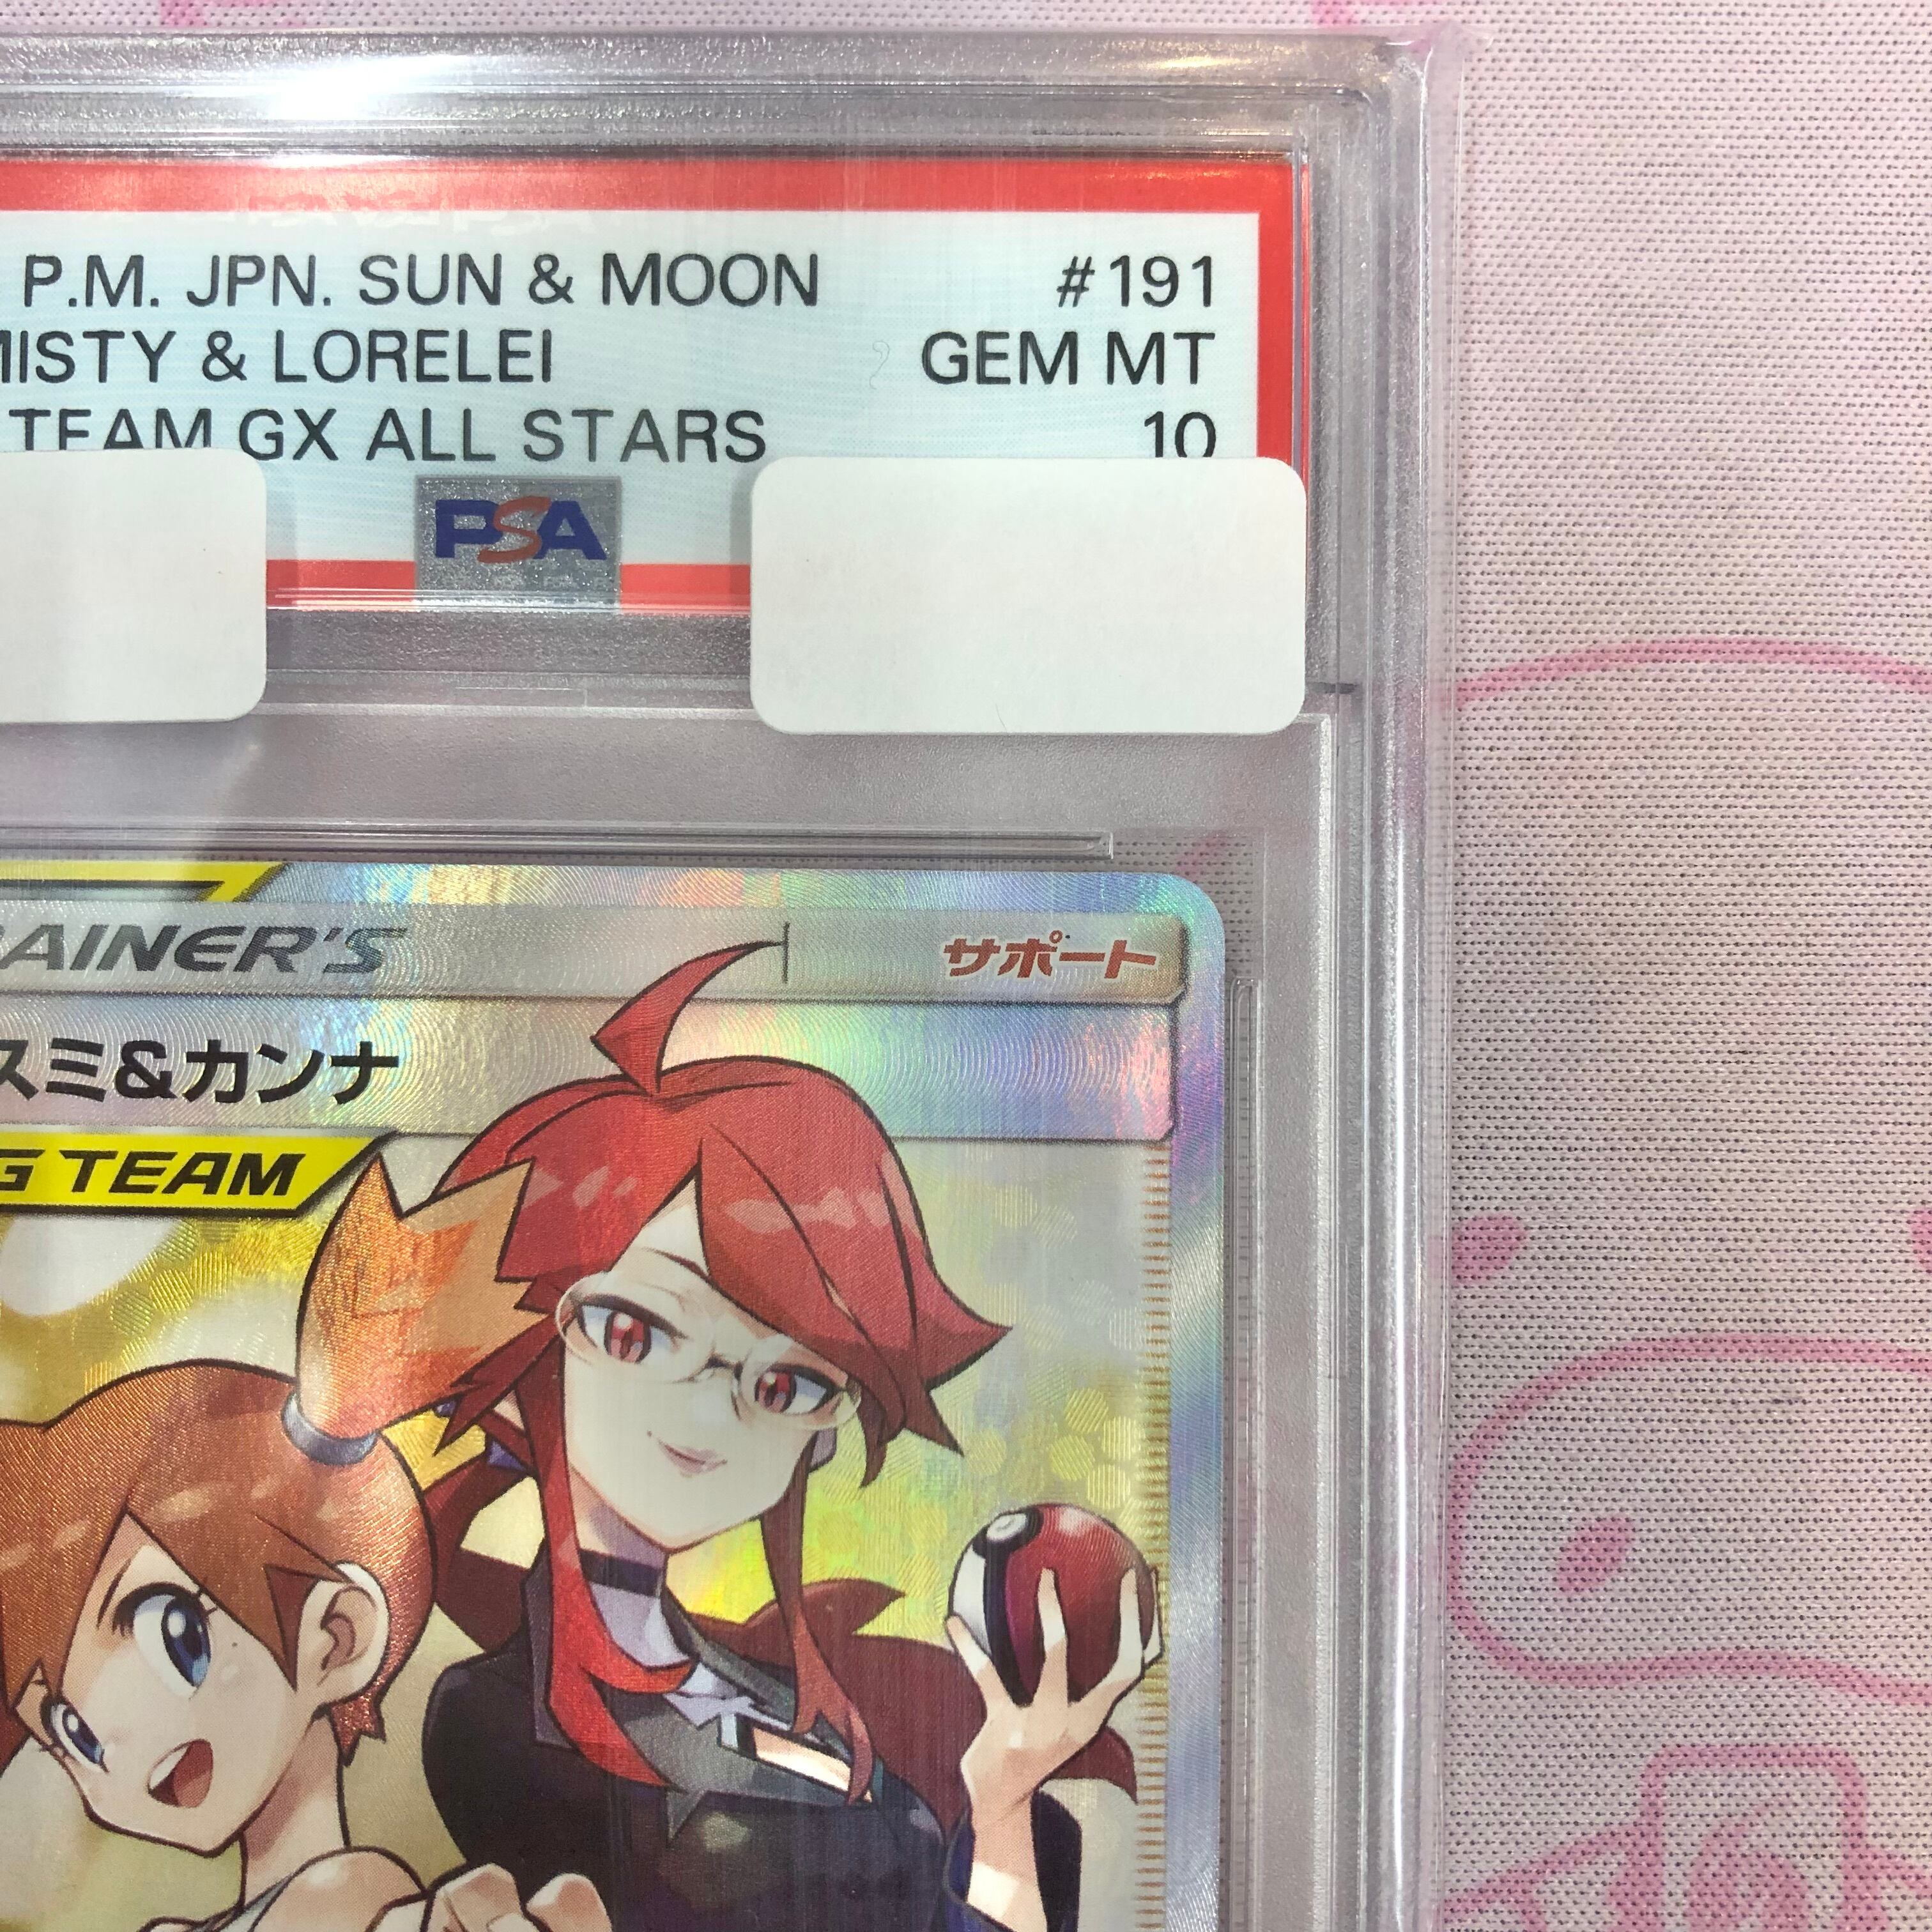 P.M. JPN. SUN & MOON #191
MISTY & LORELEI GEM MT
TEAM GX ALL STARS 10
PSA
TRAINER'S サポート
スミ&カンナ
G TEAM